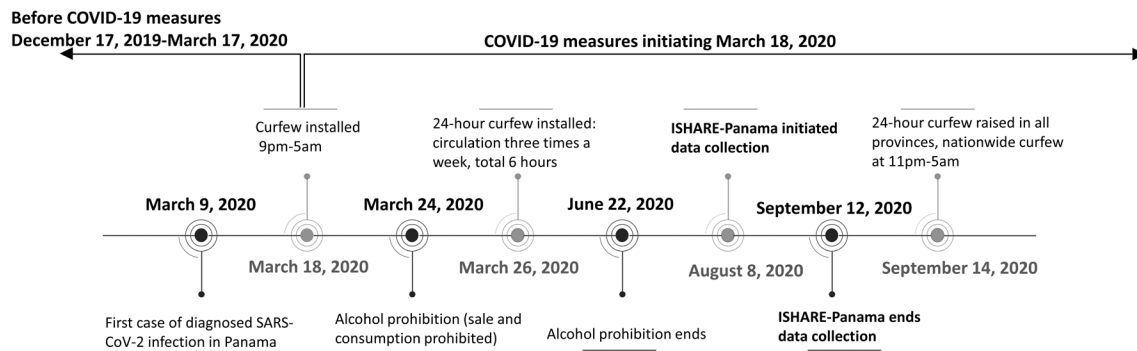 Before COVID-19 measures
December 17, 2019-March 17, 2020
COVID-19 measures initiating March 18, 2020
Curfew installed
9pm-5am
24-hour curfew installed:
circulation three times a
week, total 6 hours
ISHARE-Panama initiated
data collection
24-hour curfew raised in all
provinces, nationwide curfew
at 11pm-5am
March 9, 2020
March 24, 2020
June 22, 2020
September 12, 2020
March 18, 2020
March 26, 2020
August 8, 2020
September 14, 2020
First case of diagnosed SARS-
CoV-2 infection in Panama
Alcohol prohibition (sale and
consumption prohibited)
Alcohol prohibition ends
ISHARE-Panama ends
data collection